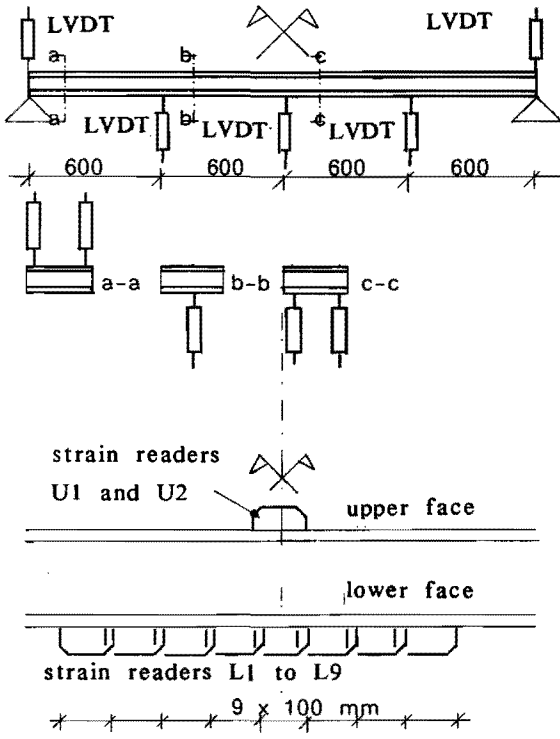 LVDT
LVDT
a
b
c
a
b
c
LVDT
LVDT
LVDT
600
600
600
600
a-a
b-b
c-c
strain readers
U1 and U2
upper face
lower face
strain readers L1 to L9
9 x 100 mm